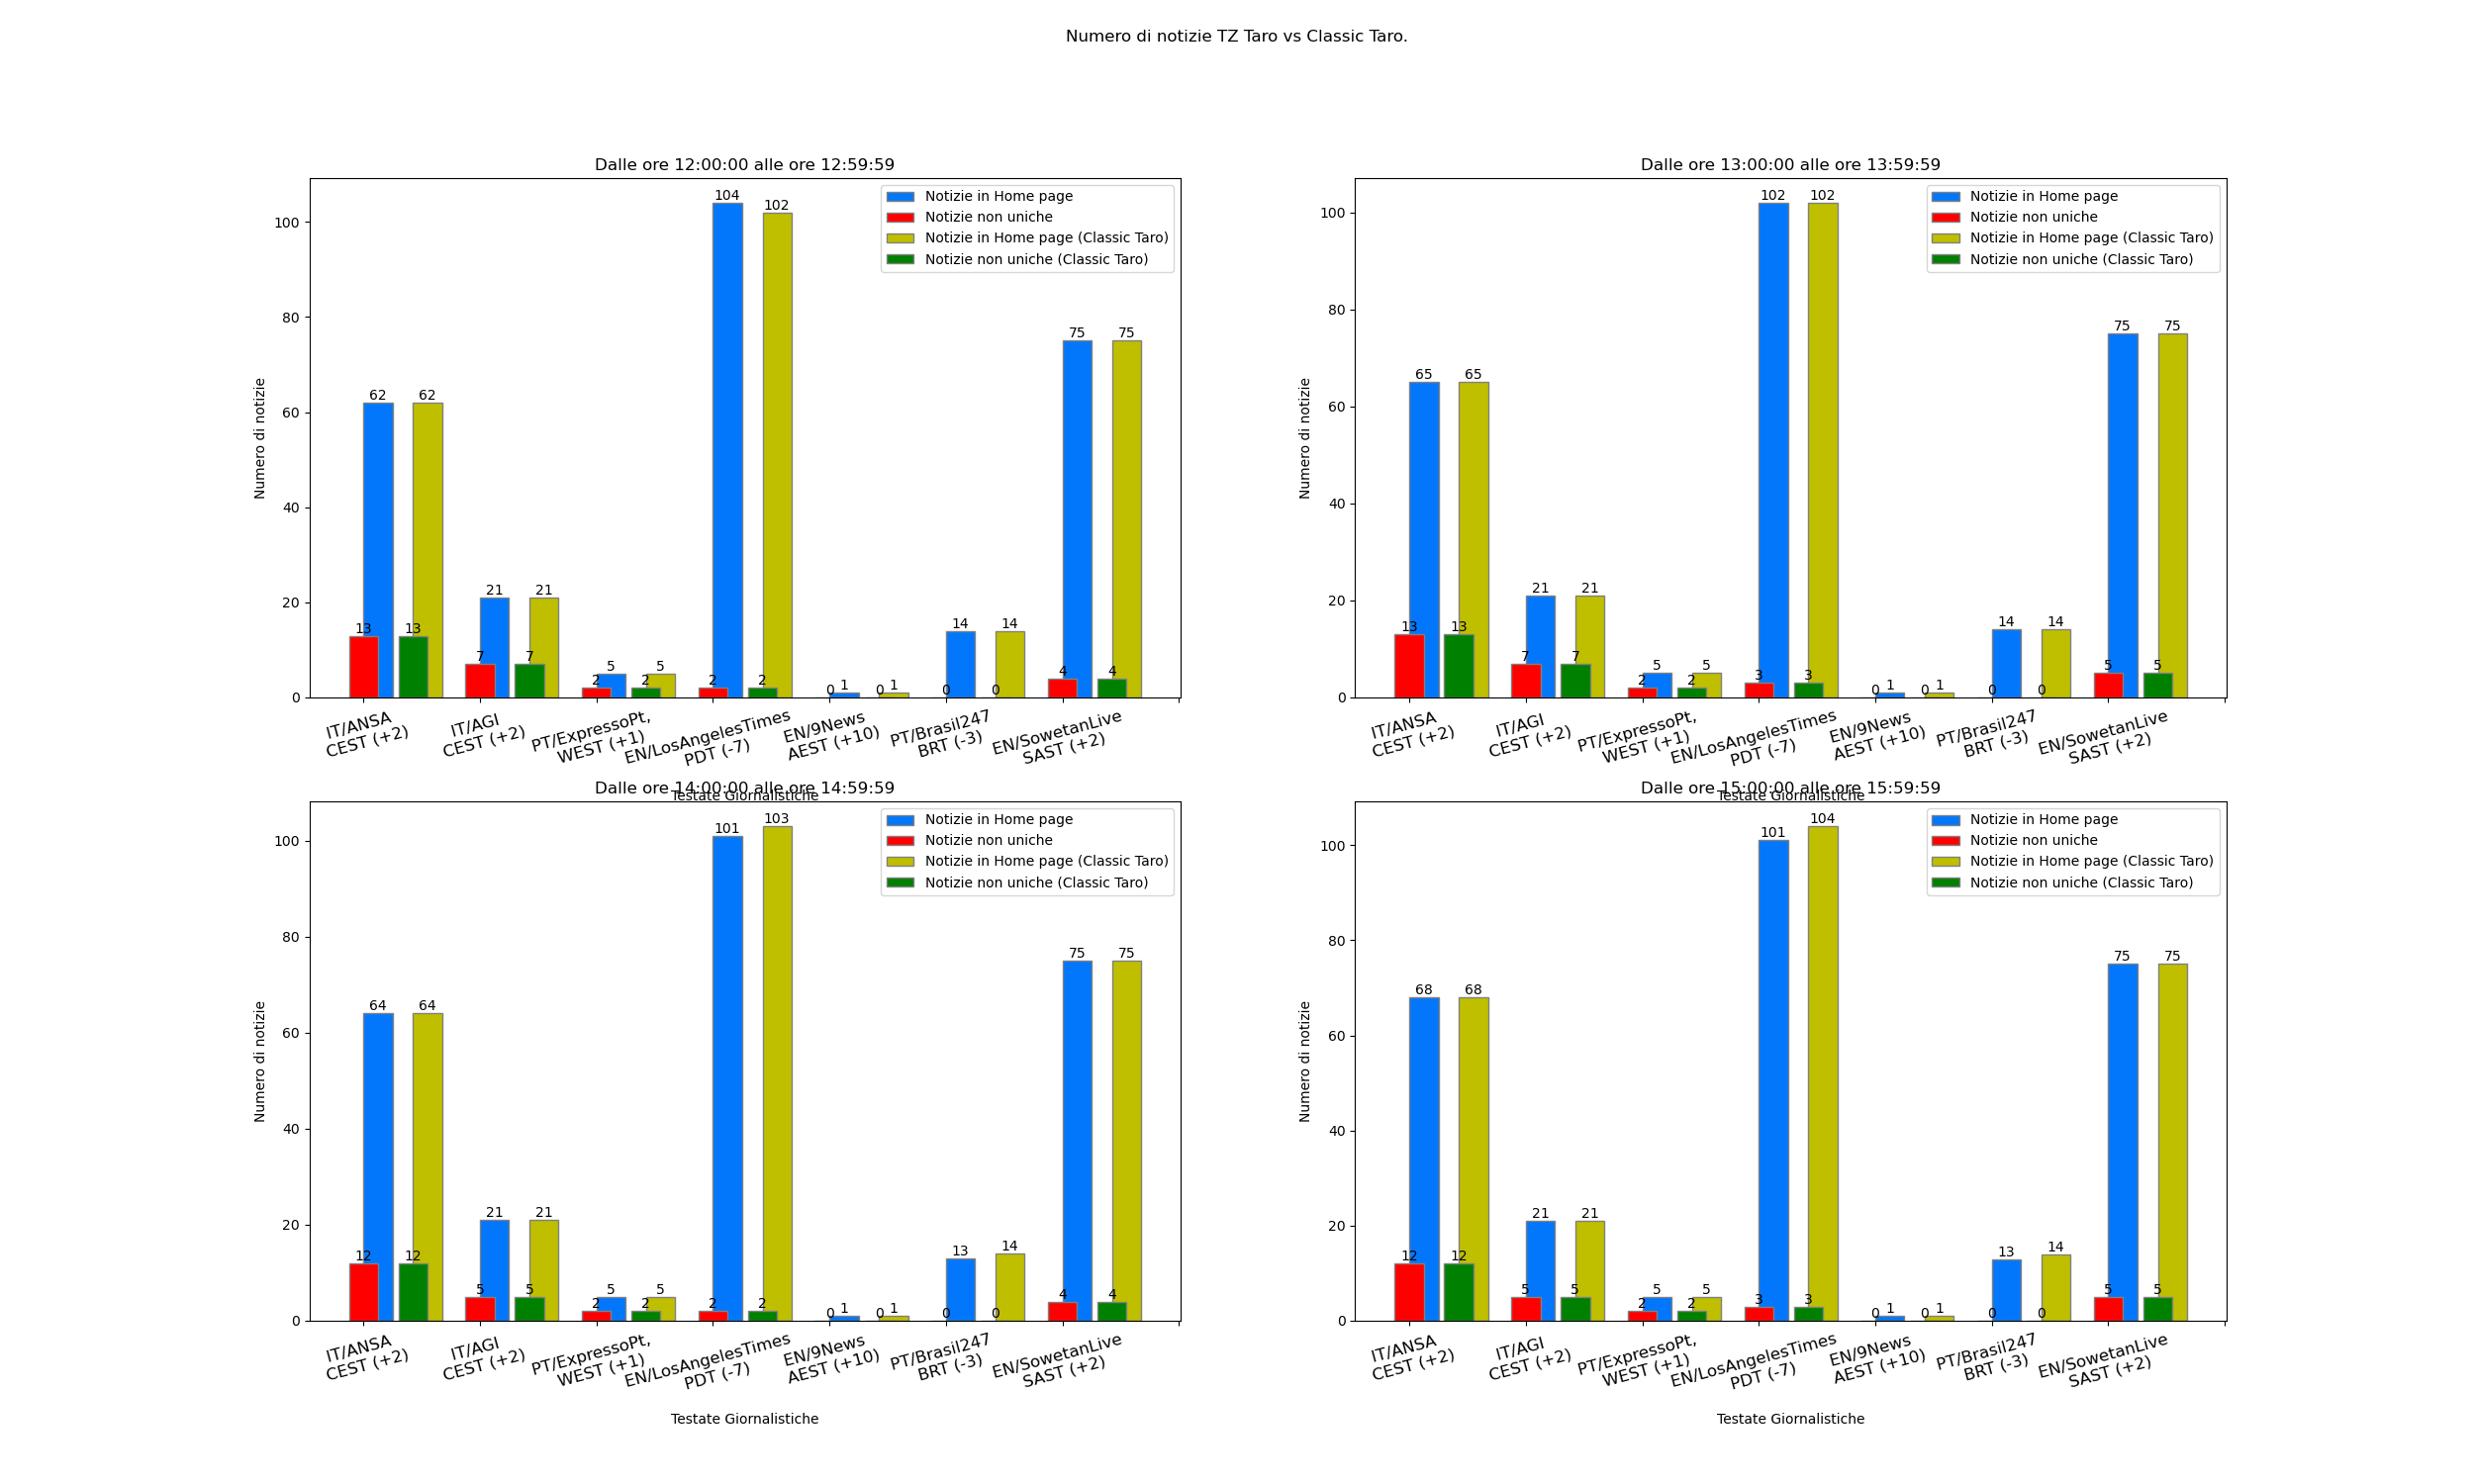 Numero di notizie TZ Taro vs Classic Taro.
Dalle ore 12:00:00 alle ore 12:59:59
Notizie in Home page
Notizie non uniche
Notizie in Home page (Classic Taro)
Notizie non uniche (Classic Taro)
Numero di notizie
100
80
60
40
20
0
62
62
13
13
21
21
7
7
5
5
2
2
104
102
2
2
1
1
0
0
14
14
0
0
75
75
4
4
IT/ANSA
CEST (+2)
IT/AGI
CEST (+2)
PT/ExpressoPt,
WEST (+1)
EN/LosAngelesTimes
PDT (-7)
EN/9News
AEST (+10)
PT/Brasil247
BRT (-3)
EN/SowetanLive
SAST (+2)
Testate Giornalistiche
Dalle ore 13:00:00 alle ore 13:59:59
Notizie in Home page
Notizie non uniche
Notizie in Home page (Classic Taro)
Notizie non uniche (Classic Taro)
Numero di notizie
100
80
60
40
20
0
65
65
13
13
21
21
7
7
5
5
2
2
102
102
3
3
1
1
0
0
14
14
0
0
75
75
5
5
IT/ANSA
CEST (+2)
IT/AGI
CEST (+2)
PT/ExpressoPt,
WEST (+1)
EN/LosAngelesTimes
PDT (-7)
EN/9News
AEST (+10)
PT/Brasil247
BRT (-3)
EN/SowetanLive
SAST (+2)
Testate Giornalistiche
Dalle ore 14:00:00 alle ore 14:59:59
Notizie in Home page
Notizie non uniche
Notizie in Home page (Classic Taro)
Notizie non uniche (Classic Taro)
Numero di notizie
100
80
60
40
20
0
64
64
12
12
21
21
5
5
5
5
2
2
101
103
2
2
1
1
0
0
13
14
0
0
75
75
4
4
IT/ANSA
CEST (+2)
IT/AGI
CEST (+2)
PT/ExpressoPt,
WEST (+1)
EN/LosAngelesTimes
PDT (-7)
EN/9News
AEST (+10)
PT/Brasil247
BRT (-3)
EN/SowetanLive
SAST (+2)
Testate Giornalistiche
Dalle ore 15:00:00 alle ore 15:59:59
Notizie in Home page
Notizie non uniche
Notizie in Home page (Classic Taro)
Notizie non uniche (Classic Taro)
Numero di notizie
100
80
60
40
20
0
68
68
12
12
21
21
5
5
5
5
2
2
101
104
3
3
1
1
0
0
13
14
0
0
75
75
5
5
IT/ANSA
CEST (+2)
IT/AGI
CEST (+2)
PT/ExpressoPt,
WEST (+1)
EN/LosAngelesTimes
PDT (-7)
EN/9News
AEST (+10)
PT/Brasil247
BRT (-3)
EN/SowetanLive
SAST (+2)
Testate Giornalistiche